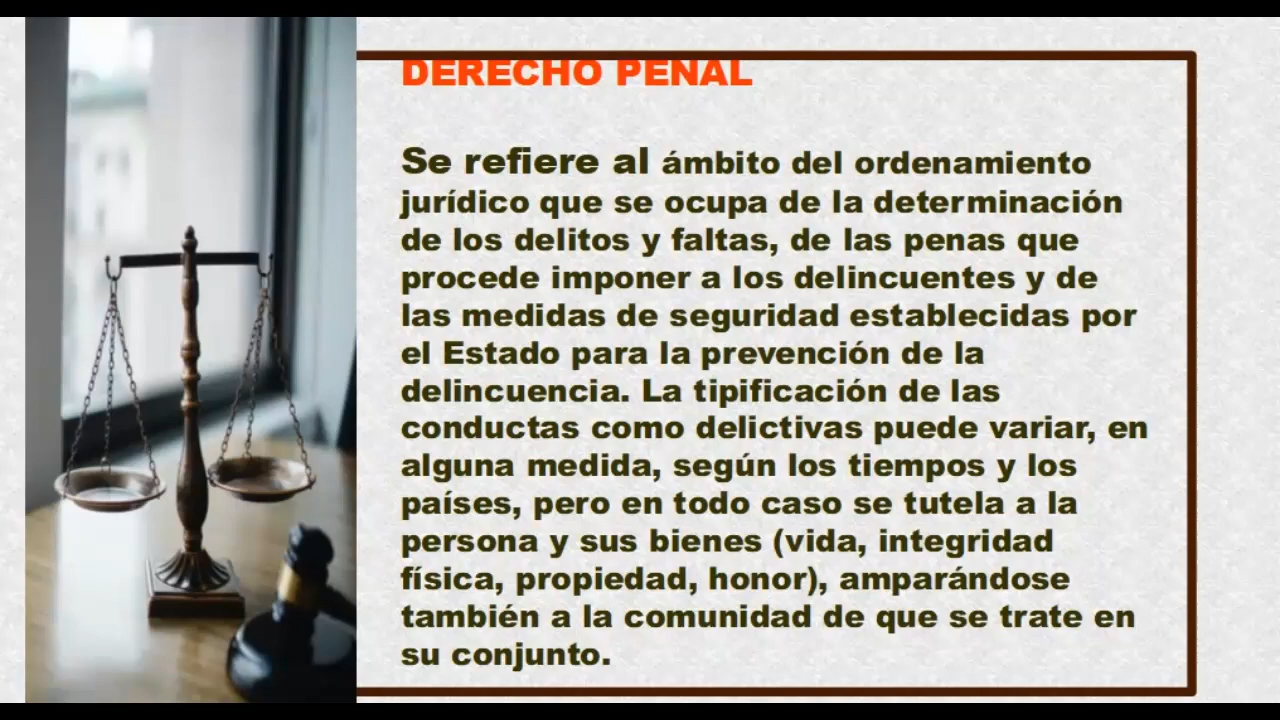 DERECHO PENAL
Se refiere al ámbito del ordenamiento
jurídico que se ocupa de la determinación
de los delitos y faltas, de las penas que
procede imponer a los delincuentes y de
las medidas de seguridad establecidas por
el Estado para la prevención de la
delincuencia. La tipificación de las
conductas como delictivas puede variar, en
alguna medida, según los tiempos y los
países, pero en todo caso se tutela a la
persona y sus bienes (vida, integridad
física, propiedad, honor), amparándose
también a la comunidad de que se trate en
su conjunto.